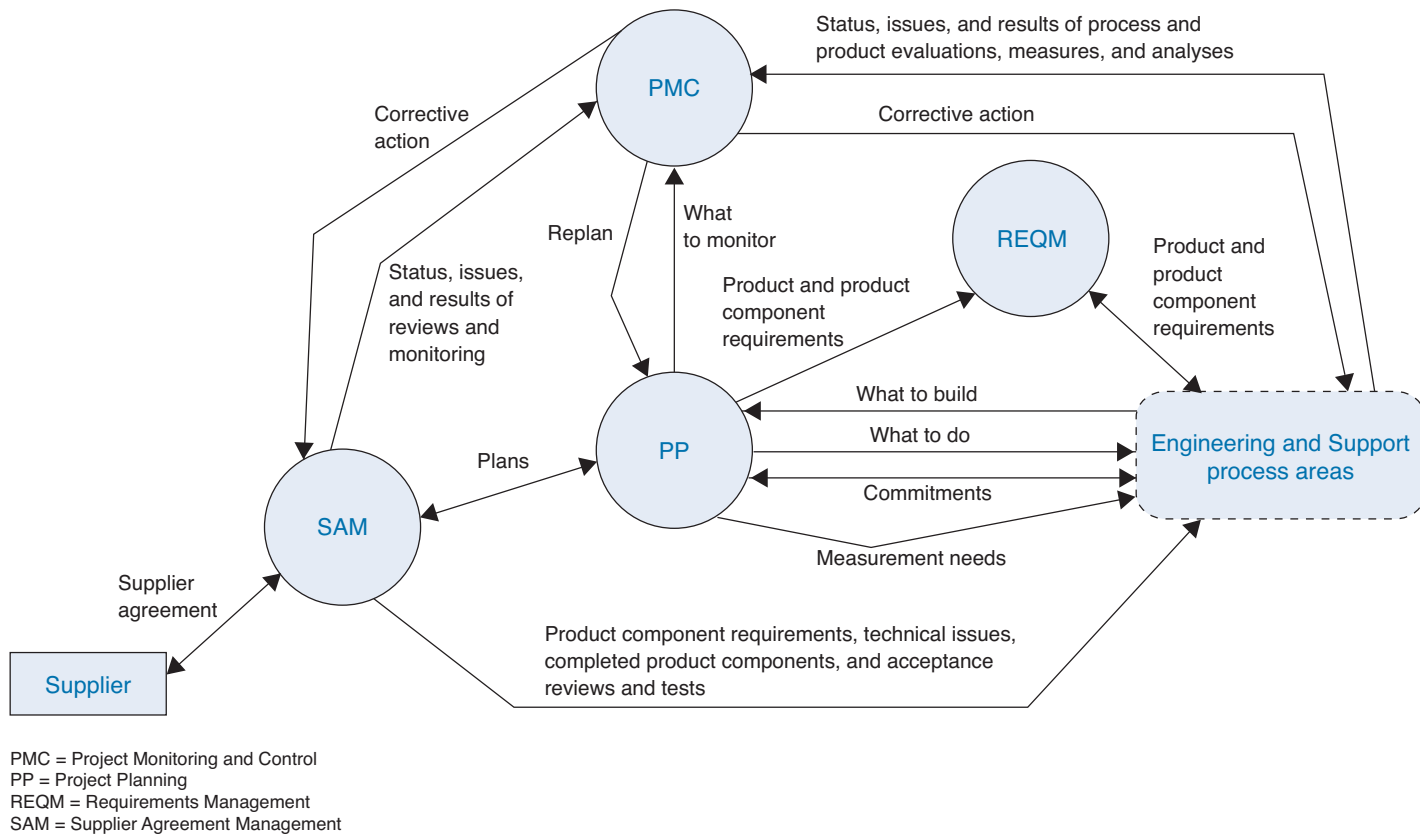 Status, issues, and results of process and
product evaluations, measures, and analyses
PMC
Corrective
action
Corrective action
What
to monitor
Replan
REQM
Product and
product
component
requirements
Status, issues,
and results of
reviews and
monitoring
Product and product
component
requirements
What to build
What to do
Engineering and Support
process areas
PP
Plans
Commitments
SAM
Measurement needs
Supplier
agreement
Product component requirements, technical issues,
completed product components, and acceptance
reviews and tests
Supplier
PMC = Project Monitoring and Control
PP = Project Planning
REQM = Requirements Management
SAM = Supplier Agreement Management